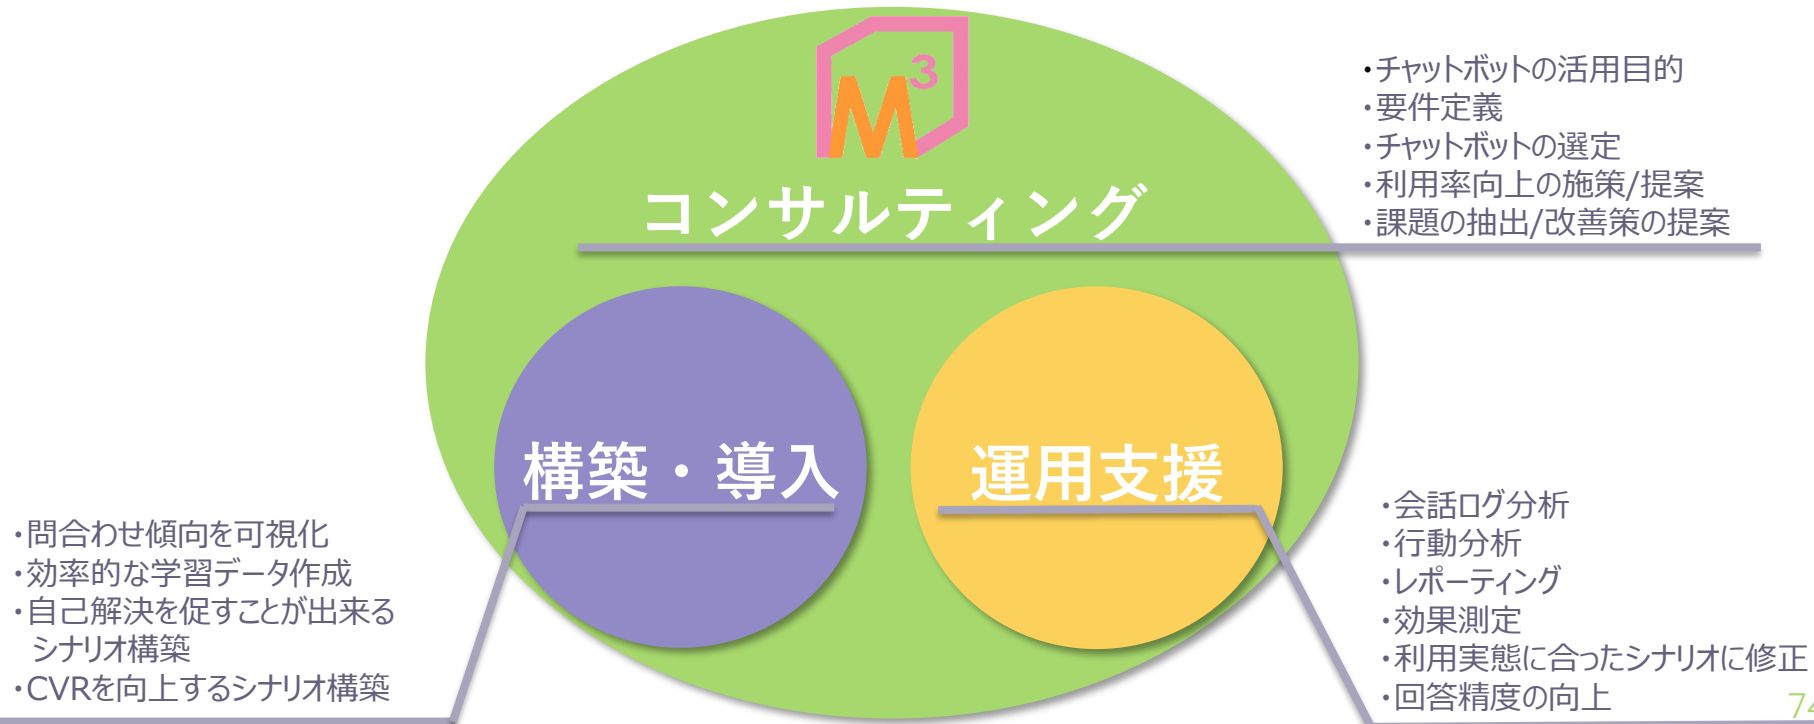 M3
コンサルティング
・チャットボットの活用目的
・要件定義
・チャットボットの選定
・利用率向上の施策/提案
・課題の抽出/改善策の提案
構築・導入
・問合わせ傾向を可視化
・効率的な学習データ作成
・自己解決を促すことが出来る
シナリオ構築
・CVRを向上するシナリオ構築
運用支援
・会話ログ分析
・行動分析
・レポーティング
・効果測定
・利用実態に合ったシナリオに修正
・回答精度の向上